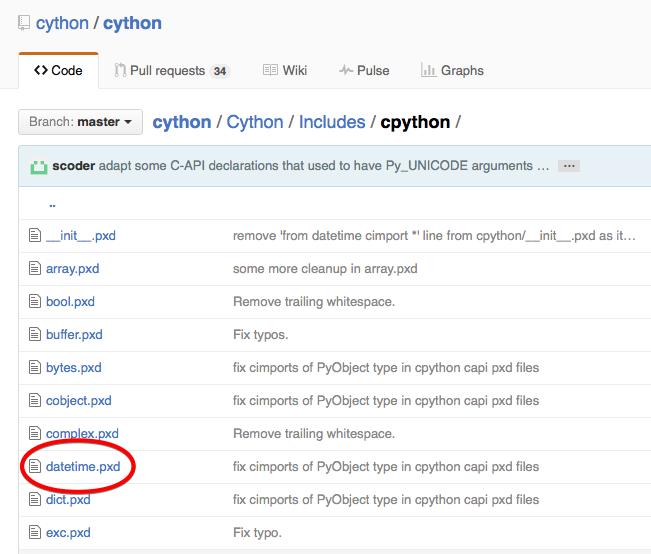 cython / cython
Code Pull requests 34 Wiki Pulse Graphs
Branch: master cython / Cython / Includes / cpython /
scoder adapt some C-API declarations that used to have Py_UNICODE arguments … …
..
__init__.pxd remove 'from datetime cimport *' line from cpython/__init__.pxd as it…
array.pxd some more cleanup in array.pxd
bool.pxd Remove trailing whitespace.
buffer.pxd Fix typos.
bytes.pxd fix cimports of PyObject type in cpython capi pxd files
cobject.pxd fix cimports of PyObject type in cpython capi pxd files
complex.pxd Remove trailing whitespace.
datetime.pxd fix cimports of PyObject type in cpython capi pxd files
dict.pxd fix cimports of PyObject type in cpython capi pxd files
exc.pxd Fix typo.